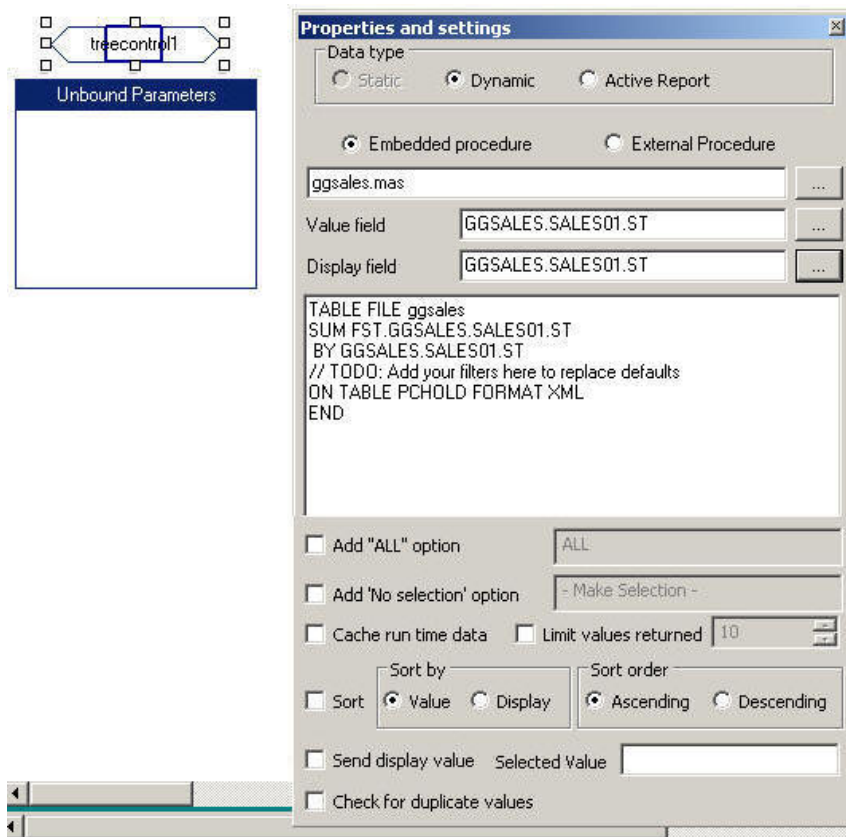 treecontrol1
Unbound Parameters
Properties and settings
Data type
Static
Dynamic
Active Report
Embedded procedure
External Procedure
ggsales.mas
...
Value field
GGSALES.SALES01.ST
...
Display field
GGSALES.SALES01.ST
...
TABLE FILE ggsales
SUM FST.GGSALES.SALES01.ST
BY GGSALES.SALES01.ST
// TODO: Add your filters here to replace defaults
ON TABLE PCHOLD FORMAT XML
END
Add "ALL" option
ALL
Add 'No selection' option
- Make Selection -
Cache run time data
Limit values returned
10
Sort by
Sort order
Sort
Value
Display
Ascending
Descending
Send display value
Selected Value
Check for duplicate values